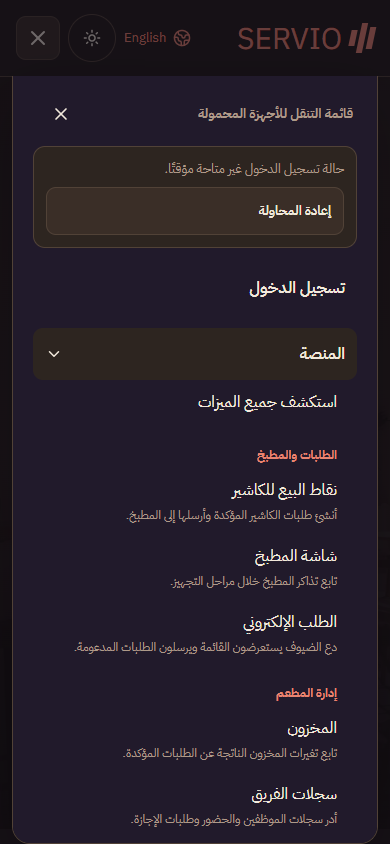 SERVIO
English
قائمة التنقل للأجهزة المحمولة
حالة تسجيل الدخول غير متاحة مؤقتًا.
إعادة المحاولة
تسجيل الدخول
المنصة
استكشف جميع الميزات
الطلبات والمطبخ
نقاط البيع للكاشير
أنشئ طلبات الكاشير المؤكدة وأرسلها إلى المطبخ.
شاشة المطبخ
تابع تذاكر المطبخ خلال مراحل التجهيز.
الطلب الإلكتروني
دع الضيوف يستعرضون القائمة ويرسلون الطلبات المدعومة.
إدارة المطعم
المخزون
تابع تغيرات المخزون الناتجة عن الطلبات المؤكدة.
سجلات الفريق
أدر سجلات الموظفين والحضور وطلبات الإجازة.